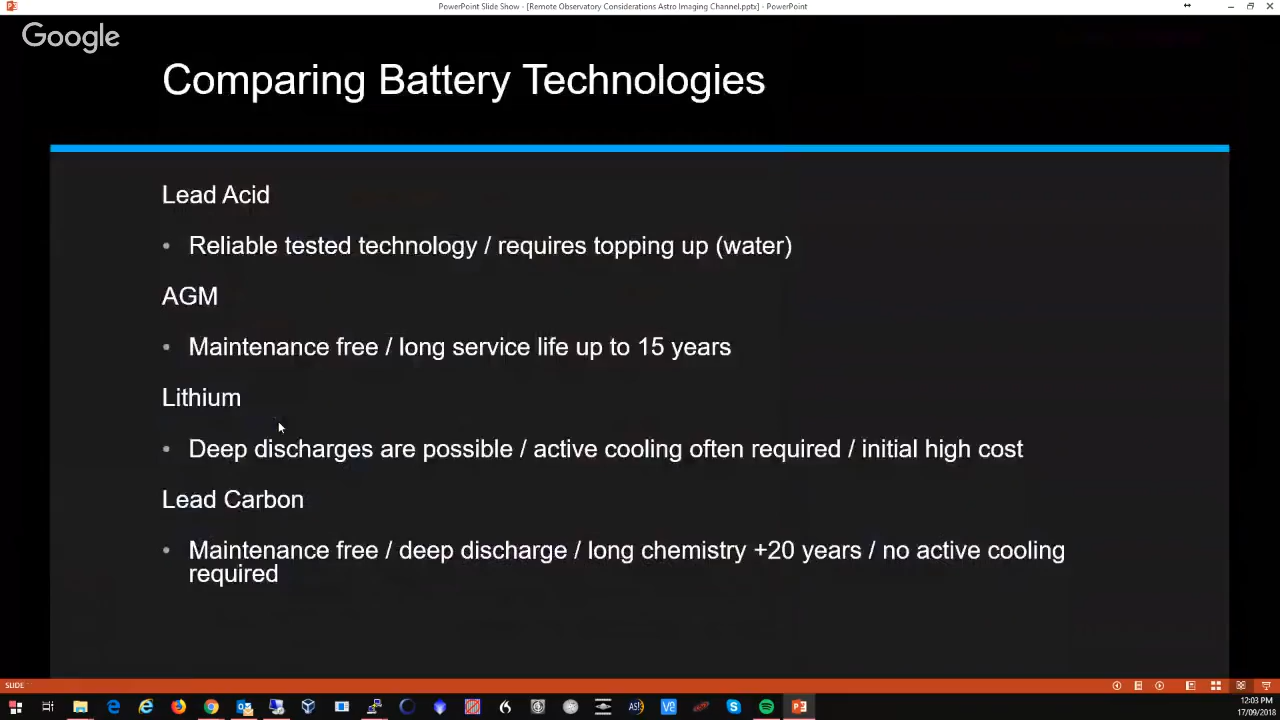 PowerPoint Slide Show - [Remote Observatory Considerations Astro Imaging Channel.pptx] - PowerPoint
Google
Comparing Battery Technologies
Lead Acid
• Reliable tested technology / requires topping up (water)
AGM
• Maintenance free / long service life up to 15 years
Lithium
• Deep discharges are possible / active cooling often required / initial high cost
Lead Carbon
• Maintenance free / deep discharge / long chemistry +20 years / no active cooling
required
SLIDE
12:03 PM
17/09/2018